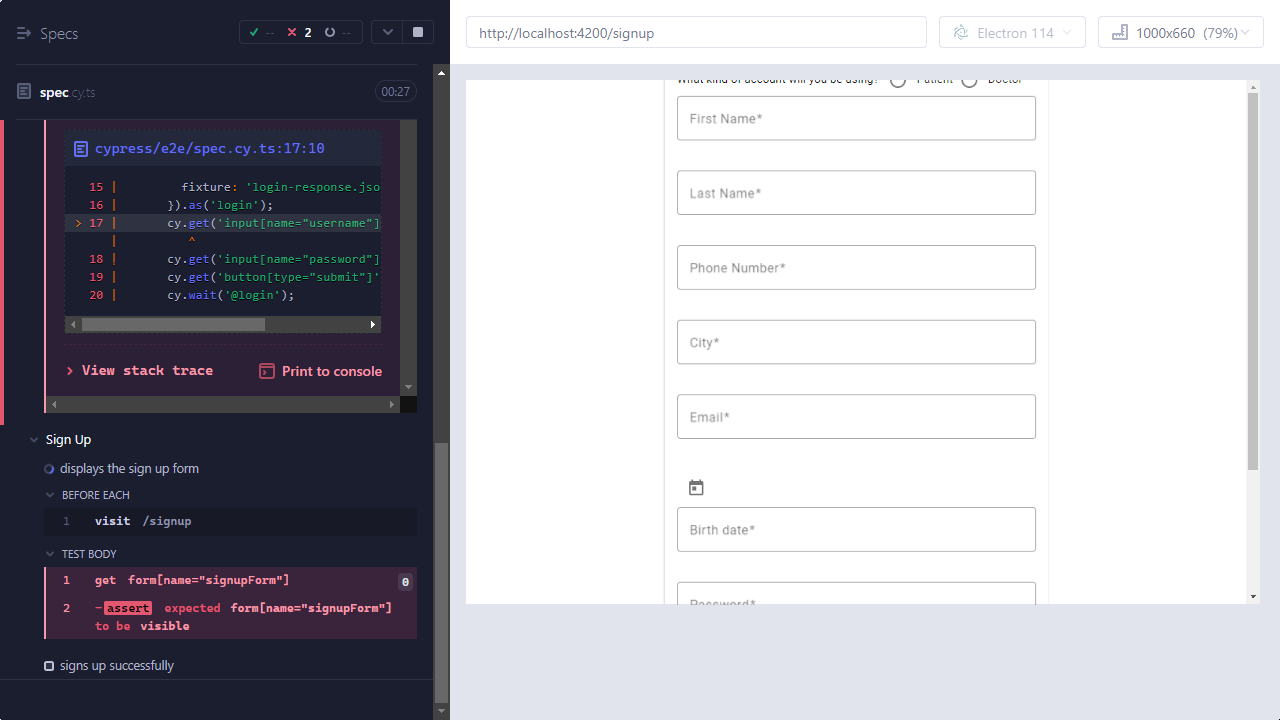 Specs
-- 2 --
spec.cy.ts
00:27
cypress/e2e/spec.cy.ts:17:10
15 | fixture: 'login-response.jso
16 | }).as('login');
> 17 | cy.get('input[name="username"]
| ^
18 | cy.get('input[name="password"]
19 | cy.get('button[type="submit"]'
20 | cy.wait('@login');
> View stack trace
Print to console
Sign Up
displays the sign up form
BEFORE EACH
1 visit /signup
TEST BODY
1 get form[name="signupForm"] 0
2 -assert expected form[name="signupForm"]
to be visible
signs up successfully
http://localhost:4200/signup
Electron 114
1000x660 (79%)
What kind of account will you be using? Patient Doctor
First Name*
Last Name*
Phone Number*
City*
Email*
Birth date*
Password*